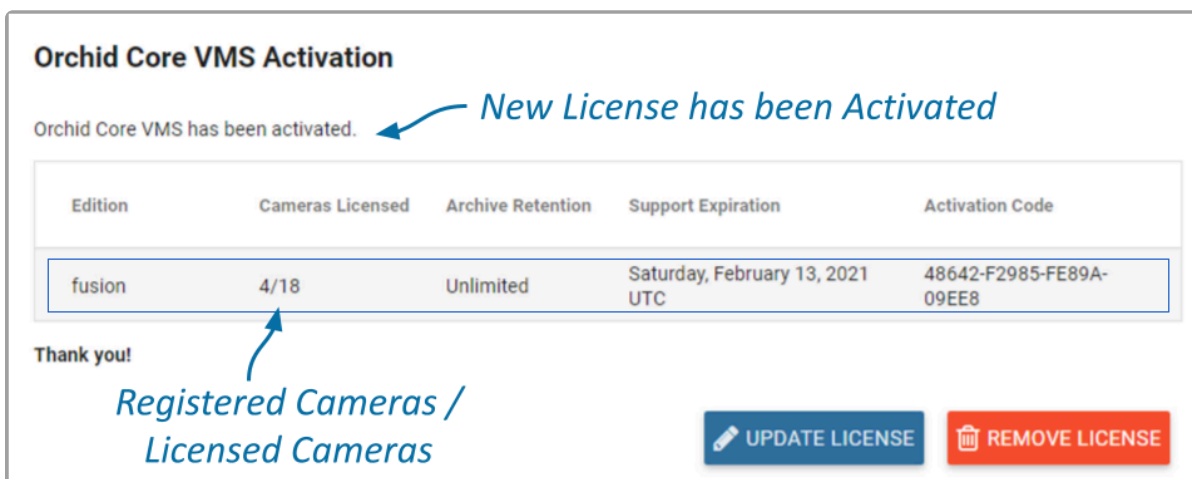 Orchid Core VMS Activation
New License has been Activated
Orchid Core VMS has been activated.
Edition Cameras Licensed Archive Retention Support Expiration Activation Code
fusion 4/18 Unlimited Saturday, February 13, 2021 48642-F2985-FE89A-
UTC 09EE8
Thank you!
Registered Cameras /
Licensed Cameras
UPDATE LICENSE REMOVE LICENSE